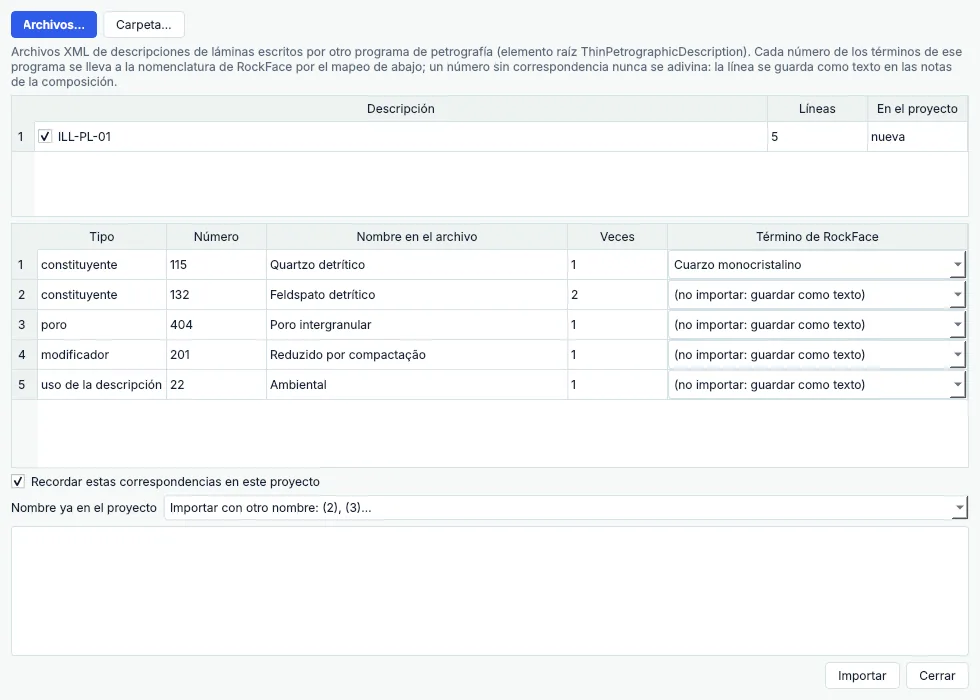 Archivos... Carpeta...
Archivos XML de descripciones de láminas escritos por otro programa de petrografía (elemento raíz ThinPetrographicDescription). Cada número de los términos de ese
programa se lleva a la nomenclatura de RockFace por el mapeo de abajo; un número sin correspondencia nunca se adivina: la línea se guarda como texto en las notas
de la composición.
Descripción Líneas En el proyecto
1 ILL-PL-01 5 nueva
Tipo Número Nombre en el archivo Veces Término de RockFace
1 constituyente 115 Quartzo detrítico 1 Cuarzo monocristalino
2 constituyente 132 Feldspato detrítico 2 (no importar: guardar como texto)
3 poro 404 Poro intergranular 1 (no importar: guardar como texto)
4 modificador 201 Reduzido por compactação 1 (no importar: guardar como texto)
5 uso de la descripción 22 Ambiental 1 (no importar: guardar como texto)
Recordar estas correspondencias en este proyecto
Nombre ya en el proyecto Importar con otro nombre: (2), (3)...
Importar Cerrar